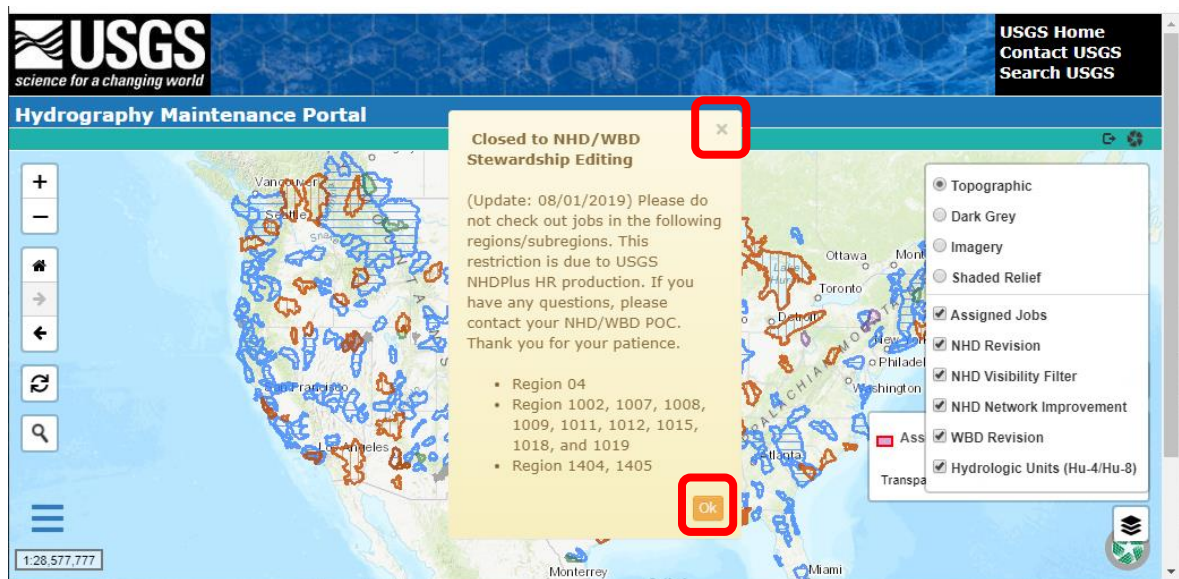 USGS
science for a changing world
USGS Home
Contact USGS
Search USGS
Hydrography Maintenance Portal
×
Closed to NHD/WBD
Stewardship Editing
(Update: 08/01/2019) Please do
not check out jobs in the following
regions/subregions. This
restriction is due to USGS
NHDPlus HR production. If you
have any questions, please
contact your NHD/WBD POC.
Thank you for your patience.
• Region 04
• Region 1002, 1007, 1008,
1009, 1011, 1012, 1015,
1018, and 1019
• Region 1404, 1405
Ok
+
−
Vancouver
Seattle
San Francisco
Los Angeles
Monterrey
Ottawa
Toronto
Detroit
Washington
Atlanta
Miami
Topographic
Dark Grey
Imagery
Shaded Relief
Assigned Jobs
NHD Revision
NHD Visibility Filter
NHD Network Improvement
WBD Revision
Hydrologic Units (Hu-4/Hu-8)
Ass
Transpa
1:28,577,777